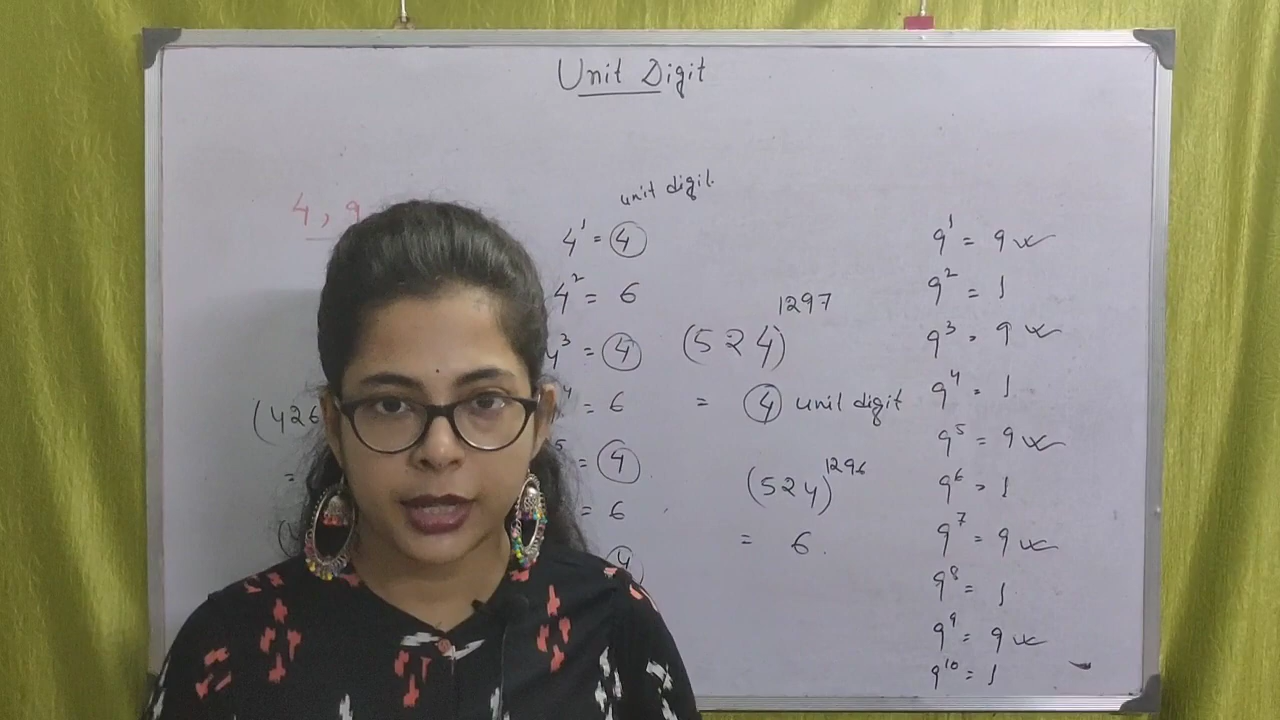 Unit Digit
4, 9
(426
=
unit digit
4¹ = 4
4² = 6
4³ = 4
= 6
= 4
= 6
4
(524)¹²⁹⁷
= 4 unit digit
(524)¹²⁹⁶
= 6.
9¹ = 9
9² = 1
9³ = 9
9⁴ = 1
9⁵ = 9
9⁶ = 1
9⁷ = 9
9⁸ = 1
9⁹ = 9
9¹⁰ = 1